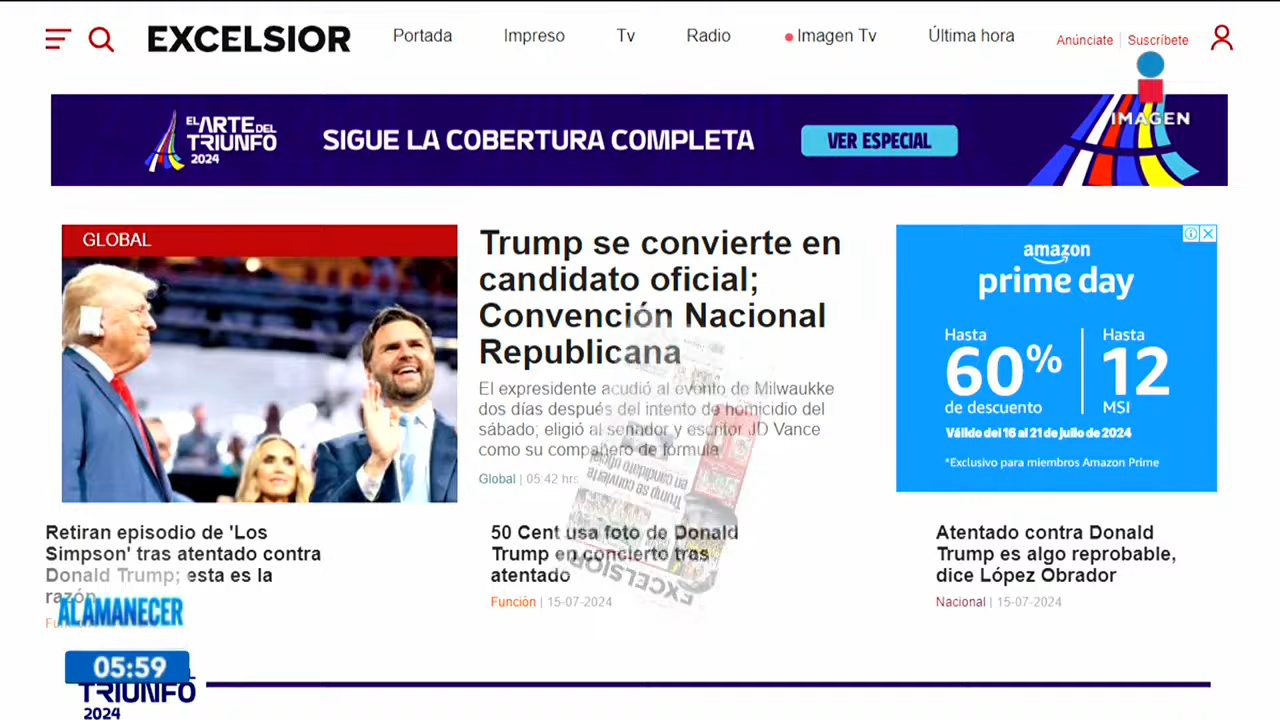 EXCELSIOR
Portada
Impreso
Tv
Radio
Imagen Tv
Última hora
Anúnciate
Suscríbete
IMAGEN
EL ARTE DEL
TRIUNFO
2024
SIGUE LA COBERTURA COMPLETA
VER ESPECIAL
GLOBAL
Trump se convierte en
candidato oficial;
Convención Nacional
Republicana
El expresidente acudió al evento de Milwaukke
dos días después del intento de homicidio del
sábado; eligió al senador y escritor JD Vance
como su compañero de fórmula
Global | 05:42 hrs
amazon
prime day
Hasta
60%
de descuento
Hasta
12
MSI
Válido del 16 al 21 de julio de 2024
*Exclusivo para miembros Amazon Prime
Trump se convierte
en candidato oficial
EXCELSIOR
Retiran episodio de 'Los
Simpson' tras atentado contra
Donald Trump; esta es la
razón
50 Cent usa foto de Donald
Trump en concierto tras
atentado
Función | 15-07-2024
Atentado contra Donald
Trump es algo reprobable,
dice López Obrador
Nacional | 15-07-2024
AL AMANECER
05:59
TRIUNFO
2024